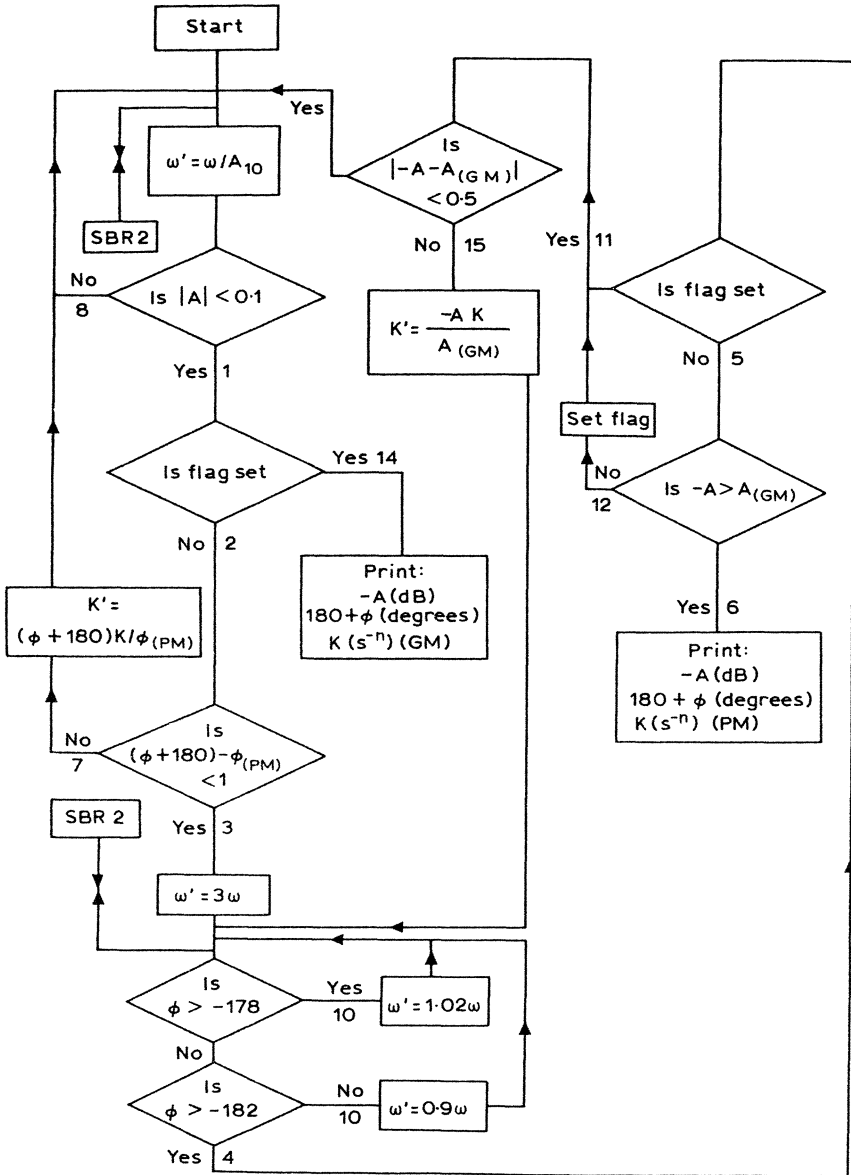 Start
Yes
ω' = ω/A₁₀
SBR2
Is
|-A-A(GM)|
<0·5
No 15
Yes 11
Is flag set
No
8
Is |A| <0·1
K' = -A K / A(GM)
Yes 1
No 5
Set flag
Is flag set
Yes 14
No
12
Is -A > A(GM)
No 2
Print:
-A (dB)
180+ϕ (degrees)
K (s⁻ⁿ) (GM)
K' =
(ϕ + 180)K/ϕ(PM)
Yes 6
Print:
-A (dB)
180 + ϕ (degrees)
K (s⁻ⁿ) (PM)
No
7
Is
(ϕ+180)-ϕ(PM)
<1
SBR 2
Yes 3
ω' = 3ω
Is
ϕ > -178
Yes
10
ω' = 1·02ω
No
Is
ϕ > -182
No
10
ω' = 0·9ω
Yes 4